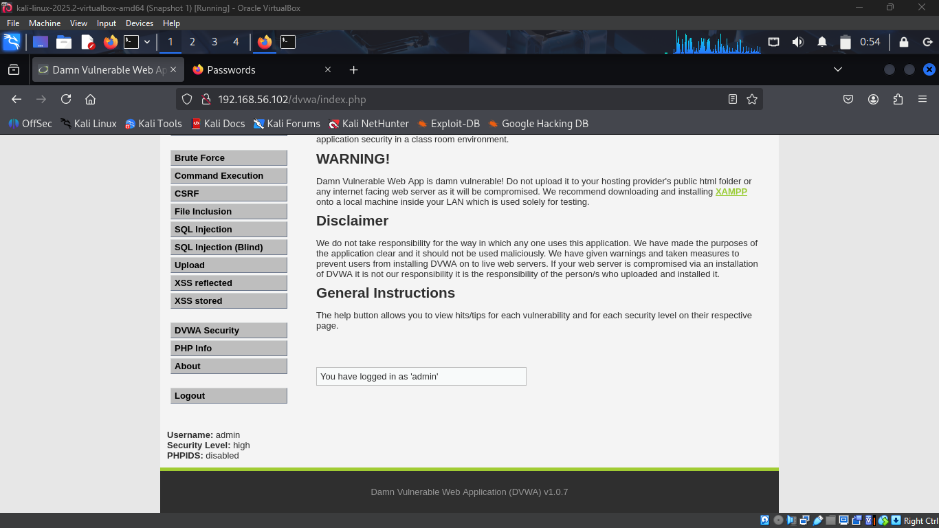 kali-linux-2025.2-virtualbox-amd64 (Snapshot 1) [Running] - Oracle VirtualBox
File Machine View Input Devices Help
1 2 3 4 0:54
Damn Vulnerable Web Ap Passwords
192.168.56.102/dvwa/index.php
OffSec Kali Linux Kali Tools Kali Docs Kali Forums Kali NetHunter Exploit-DB Google Hacking DB
application security in a class room environment.
Brute Force
Command Execution
CSRF
File Inclusion
SQL Injection
SQL Injection (Blind)
Upload
XSS reflected
XSS stored
DVWA Security
PHP Info
About
Logout
Username: admin
Security Level: high
PHPIDS: disabled
WARNING!
Damn Vulnerable Web App is damn vulnerable! Do not upload it to your hosting provider's public html folder or
any internet facing web server as it will be compromised. We recommend downloading and installing XAMPP
onto a local machine inside your LAN which is used solely for testing.
Disclaimer
We do not take responsibility for the way in which any one uses this application. We have made the purposes of
the application clear and it should not be used maliciously. We have given warnings and taken measures to
prevent users from installing DVWA on to live web servers. If your web server is compromised via an installation
of DVWA it is not our responsibility it is the responsibility of the person/s who uploaded and installed it.
General Instructions
The help button allows you to view hits/tips for each vulnerability and for each security level on their respective
page.
You have logged in as 'admin'
Damn Vulnerable Web Application (DVWA) v1.0.7
Right Ctrl